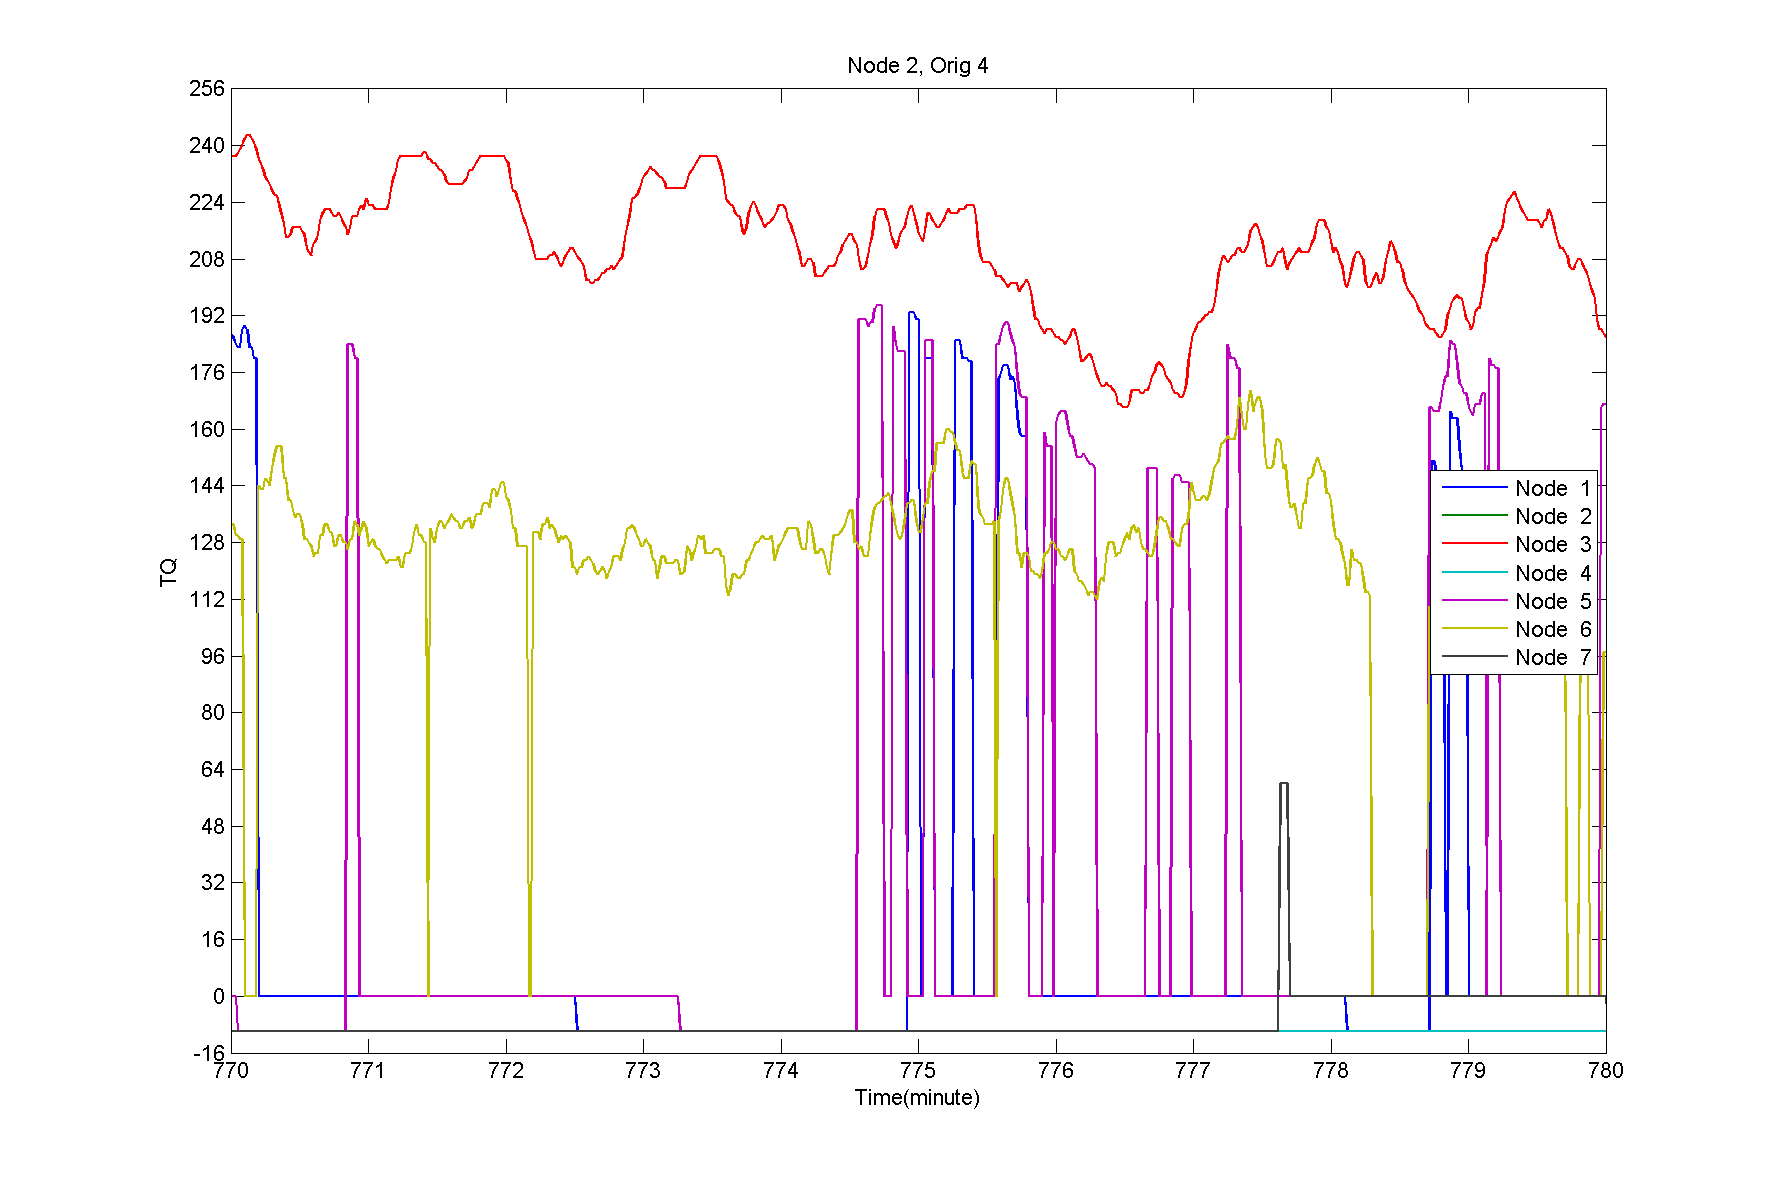 Node 2, Orig 4
256
240
224
208
192
176
160
144
128
112
96
80
64
48
32
16
0
-16
TQ
770 771 772 773 774 775 776 777 778 779 780
Time(minute)
Node 1
Node 2
Node 3
Node 4
Node 5
Node 6
Node 7